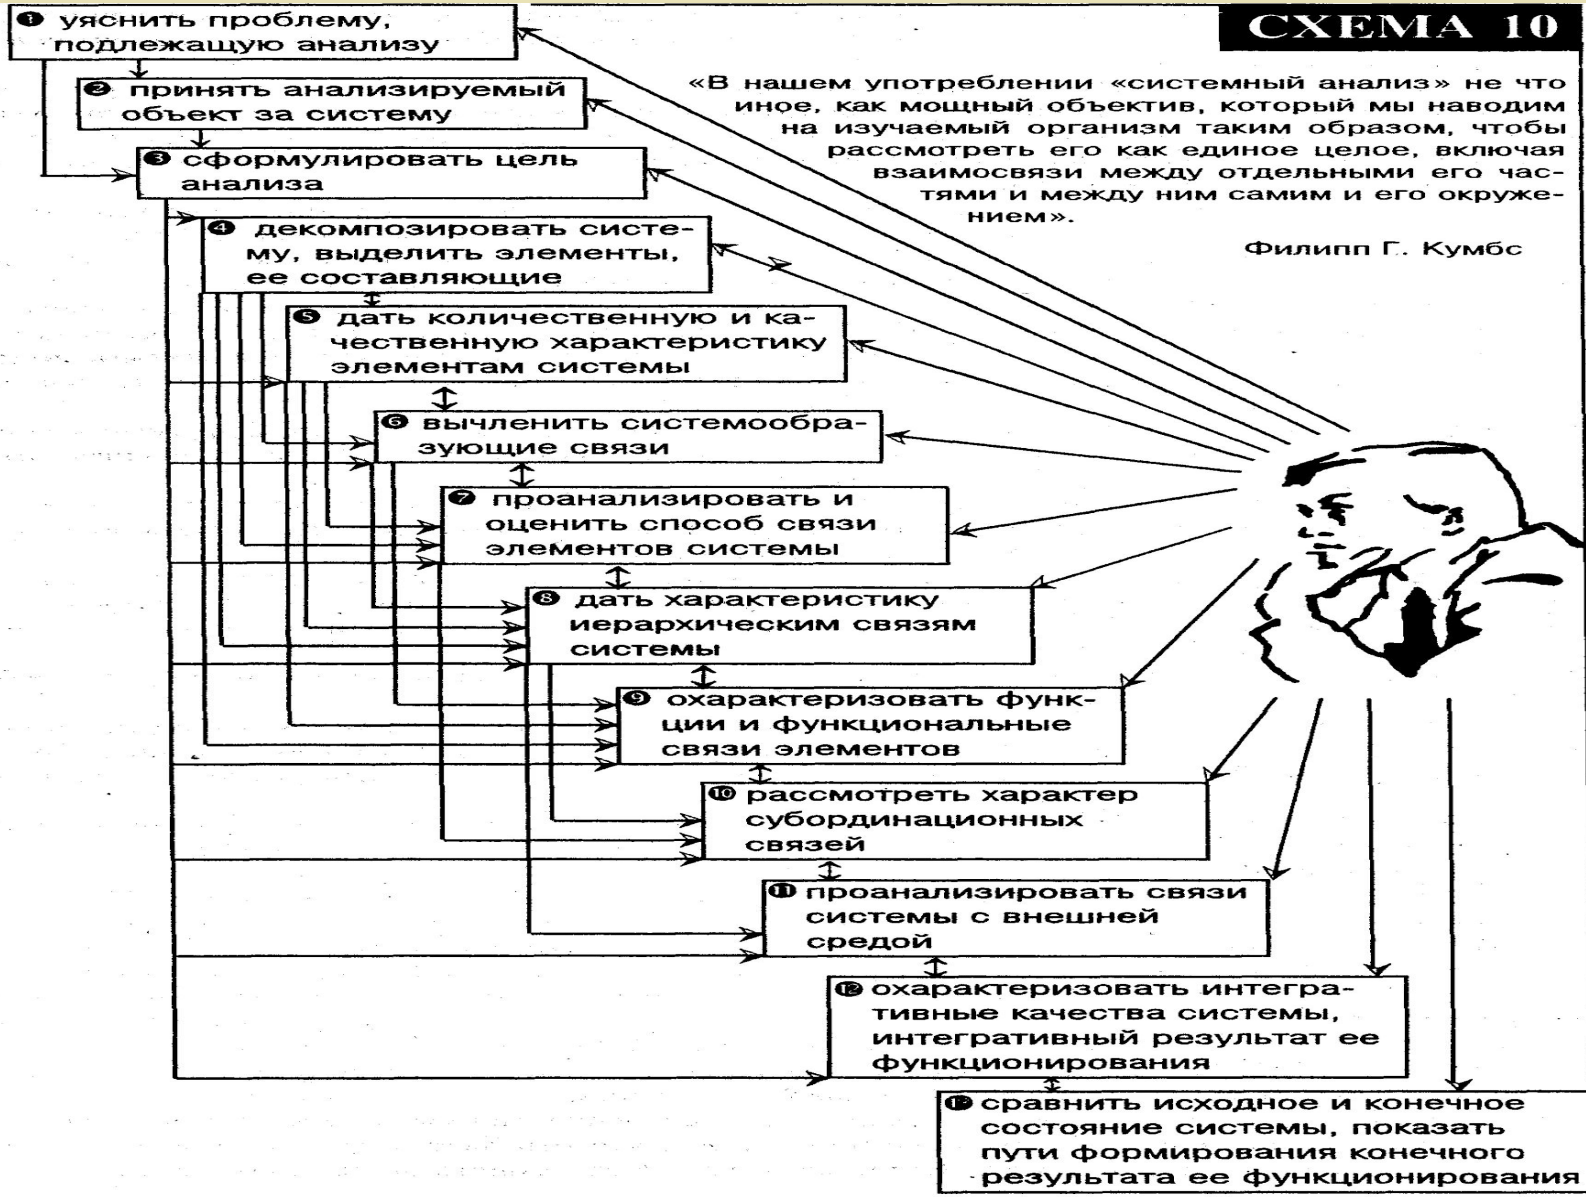 ❶ уяснить проблему,
подлежащую анализу
СХЕМА 10
❷ принять анализируемый
объект за систему
❸ сформулировать цель
анализа
«В нашем употреблении «системный анализ» не что
иное, как мощный объектив, который мы наводим
на изучаемый организм таким образом, чтобы
рассмотреть его как единое целое, включая
взаимосвязи между отдельными его час-
тями и между ним самим и его окруже-
нием».
Филипп Г. Кумбс
❹ декомпозировать систе-
му, выделить элементы,
ее составляющие
❺ дать количественную и ка-
чественную характеристику
элементам системы
❻ вычленить системообра-
зующие связи
❼ проанализировать и
оценить способ связи
элементов системы
❽ дать характеристику
иерархическим связям
системы
❾ охарактеризовать функ-
ции и функциональные
связи элементов
❿ рассмотреть характер
субординационных
связей
⓫ проанализировать связи
системы с внешней
средой
⓬ охарактеризовать интегра-
тивные качества системы,
интегративный результат ее
функционирования
⓭ сравнить исходное и конечное
состояние системы, показать
пути формирования конечного
результата ее функционирования